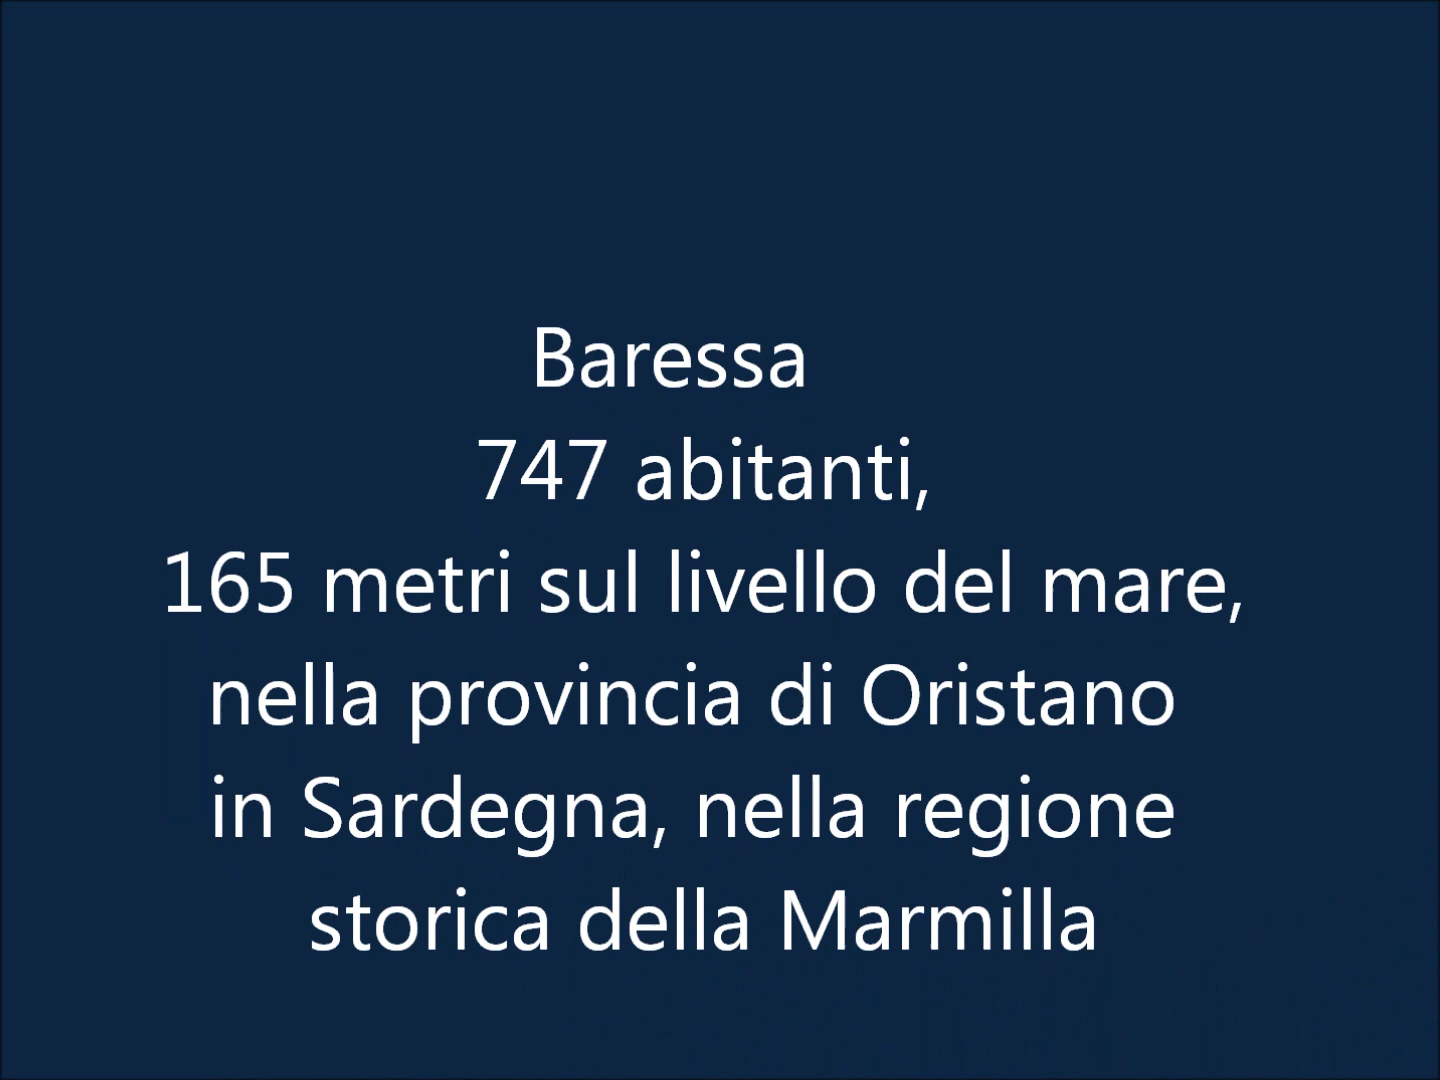 Baressa
747 abitanti,
165 metri sul livello del mare,
nella provincia di Oristano
in Sardegna, nella regione
storica della Marmilla